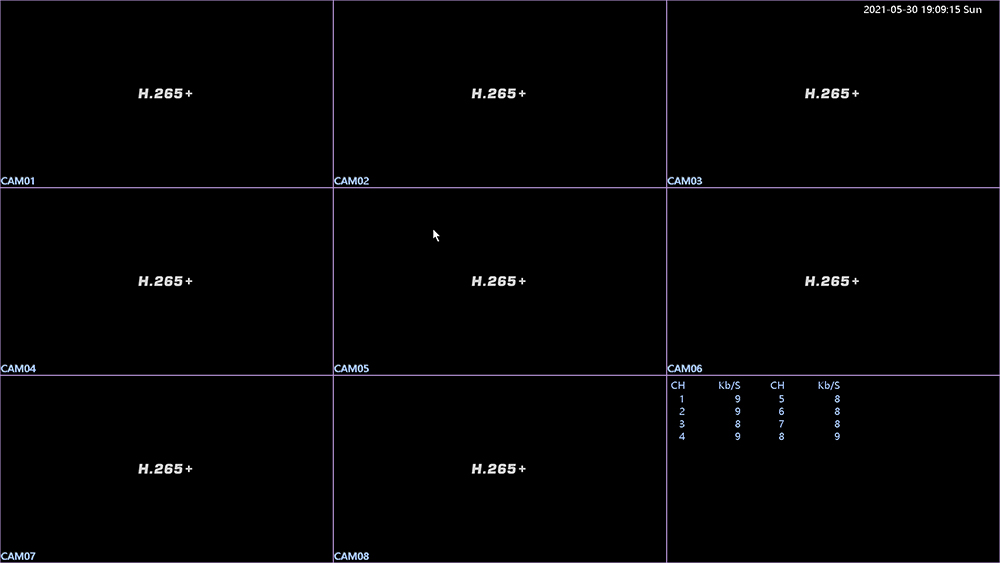 2021-05-30 19:09:15 Sun
H.265+
H.265+
H.265+
CAM01
CAM02
CAM03
H.265+
H.265+
H.265+
CAM04
CAM05
CAM06
CH Kb/S CH Kb/S
1 9 5 8
2 9 6 8
3 8 7 8
4 9 8 9
H.265+
H.265+
CAM07
CAM08